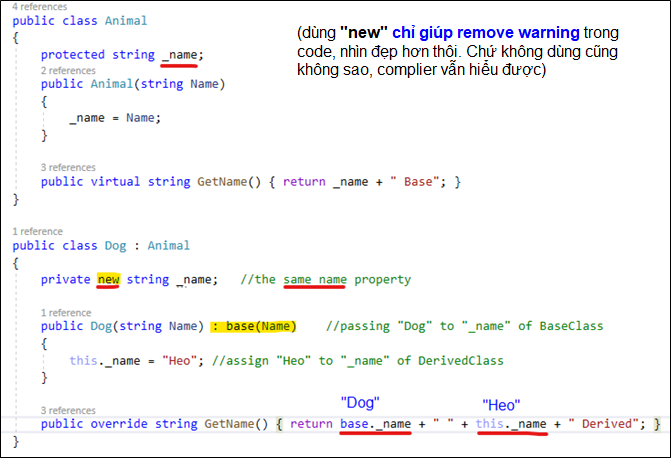 4 references
public class Animal
{
protected string _name;
2 references
public Animal(string Name)
{
_name = Name;
}
3 references
public virtual string GetName() { return _name + " Base"; }
}
(dùng "new" chỉ giúp remove warning trong
code, nhìn đẹp hơn thôi. Chứ không dùng cũng
không sao, complier vẫn hiểu được)
1 reference
public class Dog : Animal
{
private new string _name; //the same name property
1 reference
public Dog(string Name) : base(Name) //passing "Dog" to "_name" of BaseClass
{
this._name = "Heo"; //assign "Heo" to "_name" of DerivedClass
}
"Dog" "Heo"
3 references
public override string GetName() { return base._name + " " + this._name + " Derived"; }
}